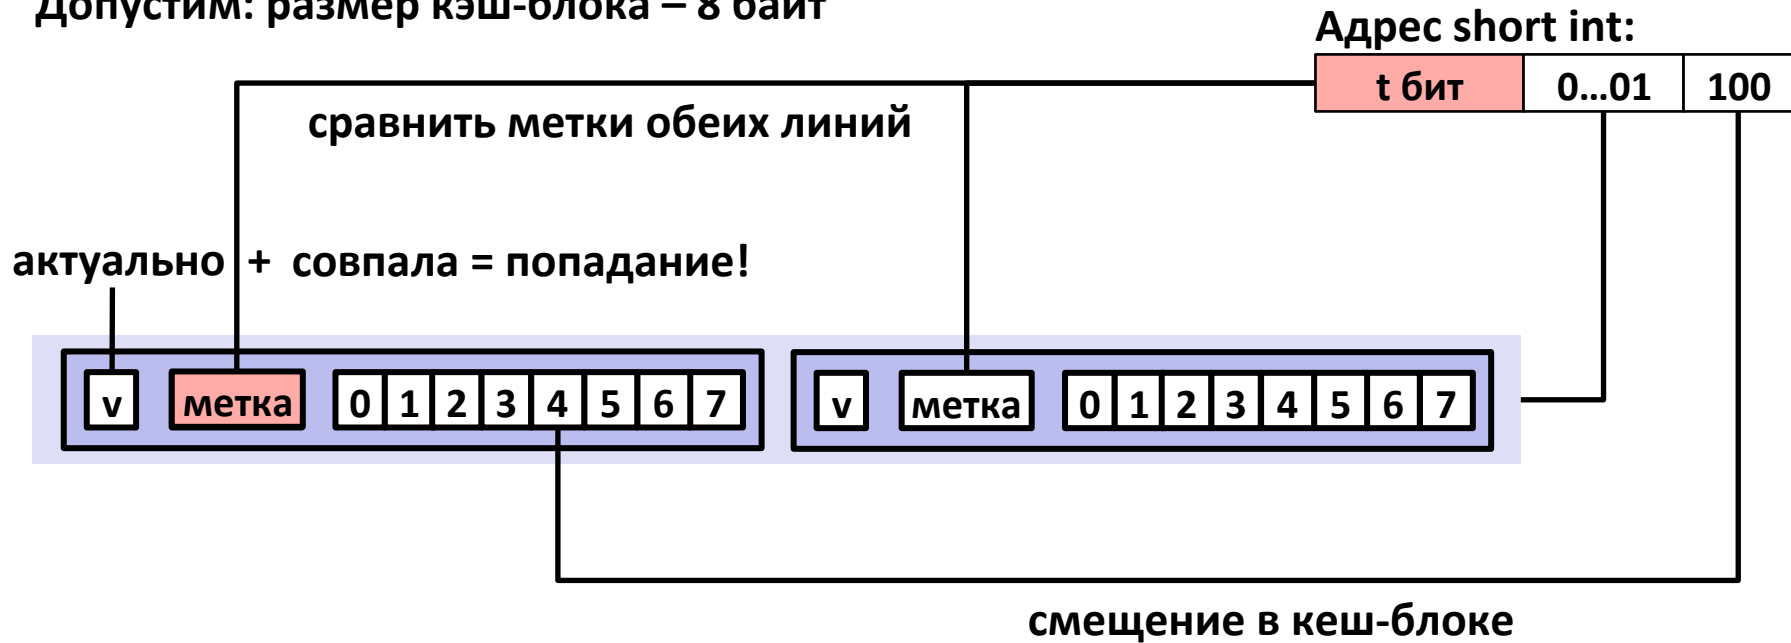 Допустим: размер кэш-блока – 8 байт
Адрес short int:
t бит 0...01 100
сравнить метки обеих линий
актуально + совпала = попадание!
v метка 0 1 2 3 4 5 6 7 v метка 0 1 2 3 4 5 6 7
смещение в кеш-блоке